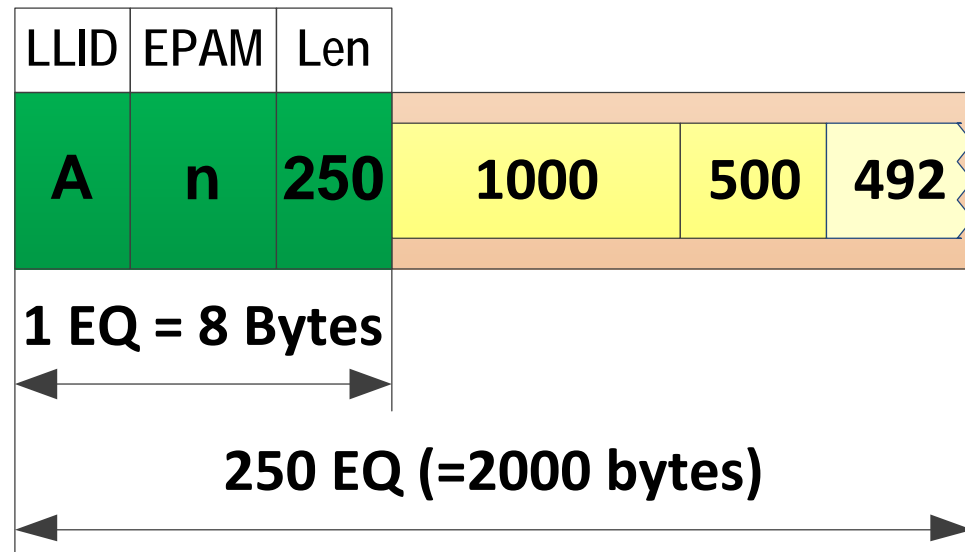 LLID EPAM Len
A n 250 1000 500 492
1 EQ = 8 Bytes
250 EQ (=2000 bytes)